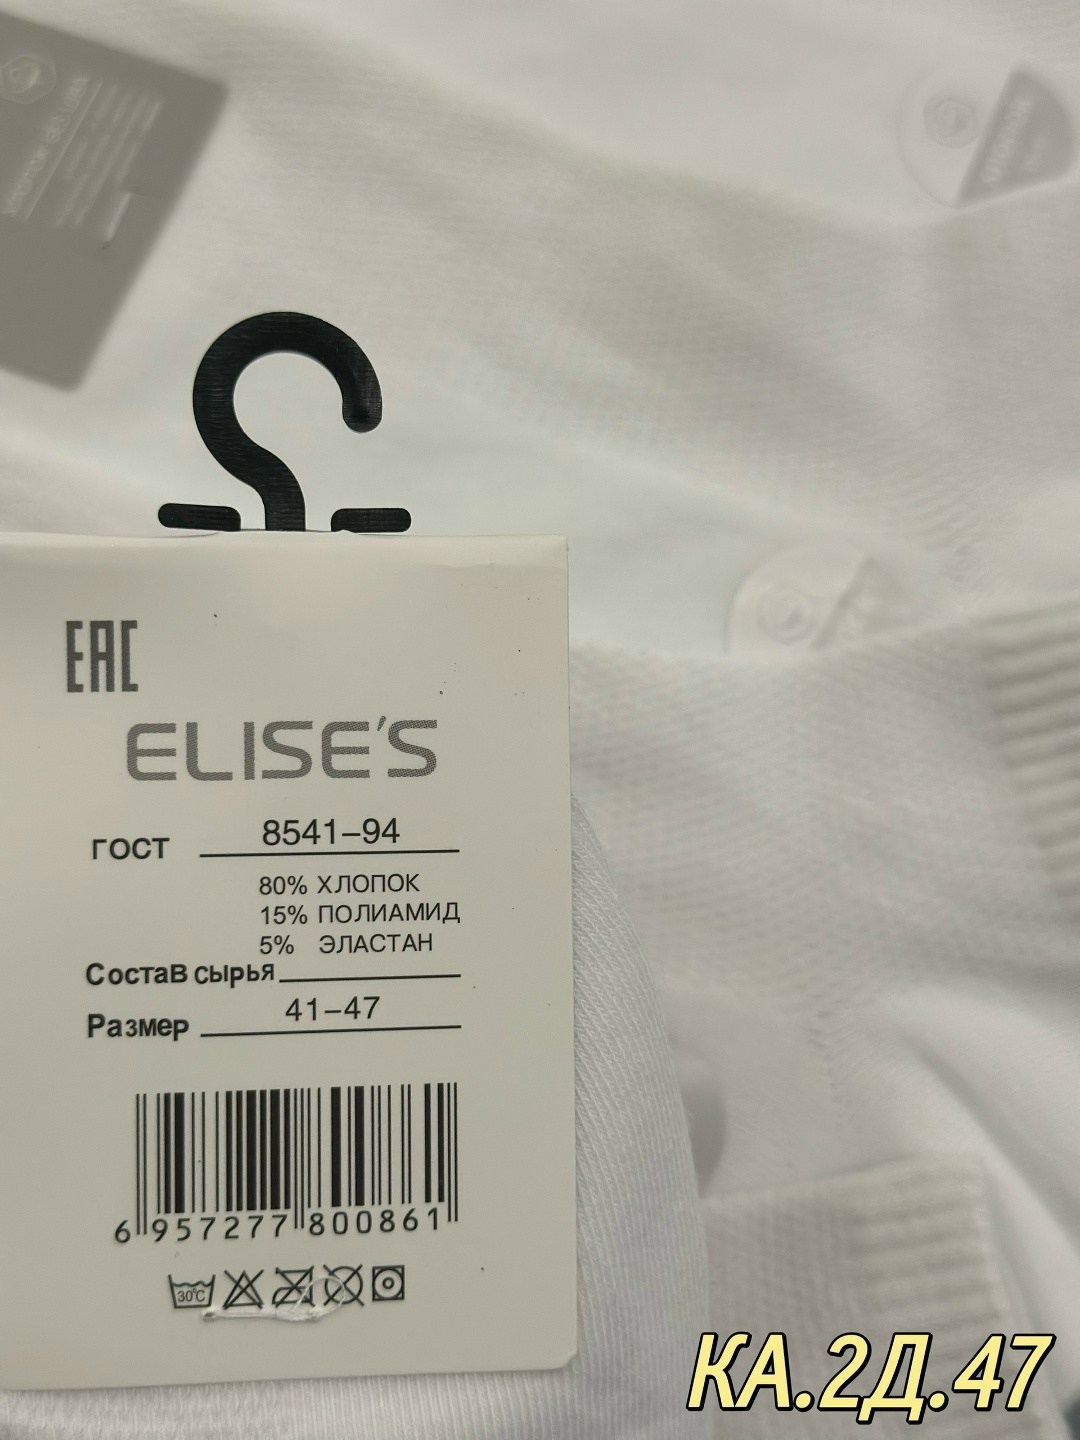 EAC
ELISE'S
ГОСТ 8541-94
80% ХЛОПОК
15% ПОЛИАМИД
5% ЭЛАСТАН
Состав сырья
Размер 41-47
6 957277 800861
30°C
КА.2Д.47